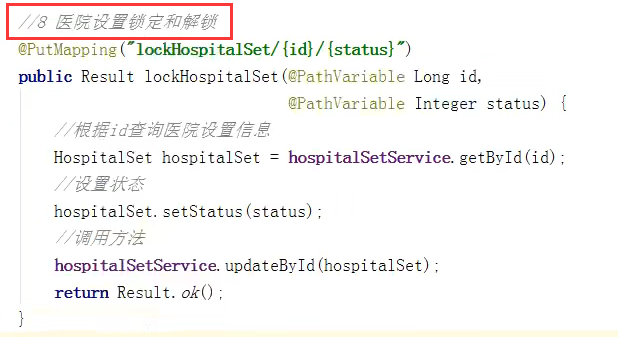 //8 医院设置锁定和解锁
@PutMapping("lockHospitalSet/{id}/{status}")
public Result lockHospitalSet(@PathVariable Long id,
@PathVariable Integer status) {
//根据id查询医院设置信息
HospitalSet hospitalSet = hospitalSetService.getById(id);
//设置状态
hospitalSet.setStatus(status);
//调用方法
hospitalSetService.updateById(hospitalSet);
return Result.ok();
}